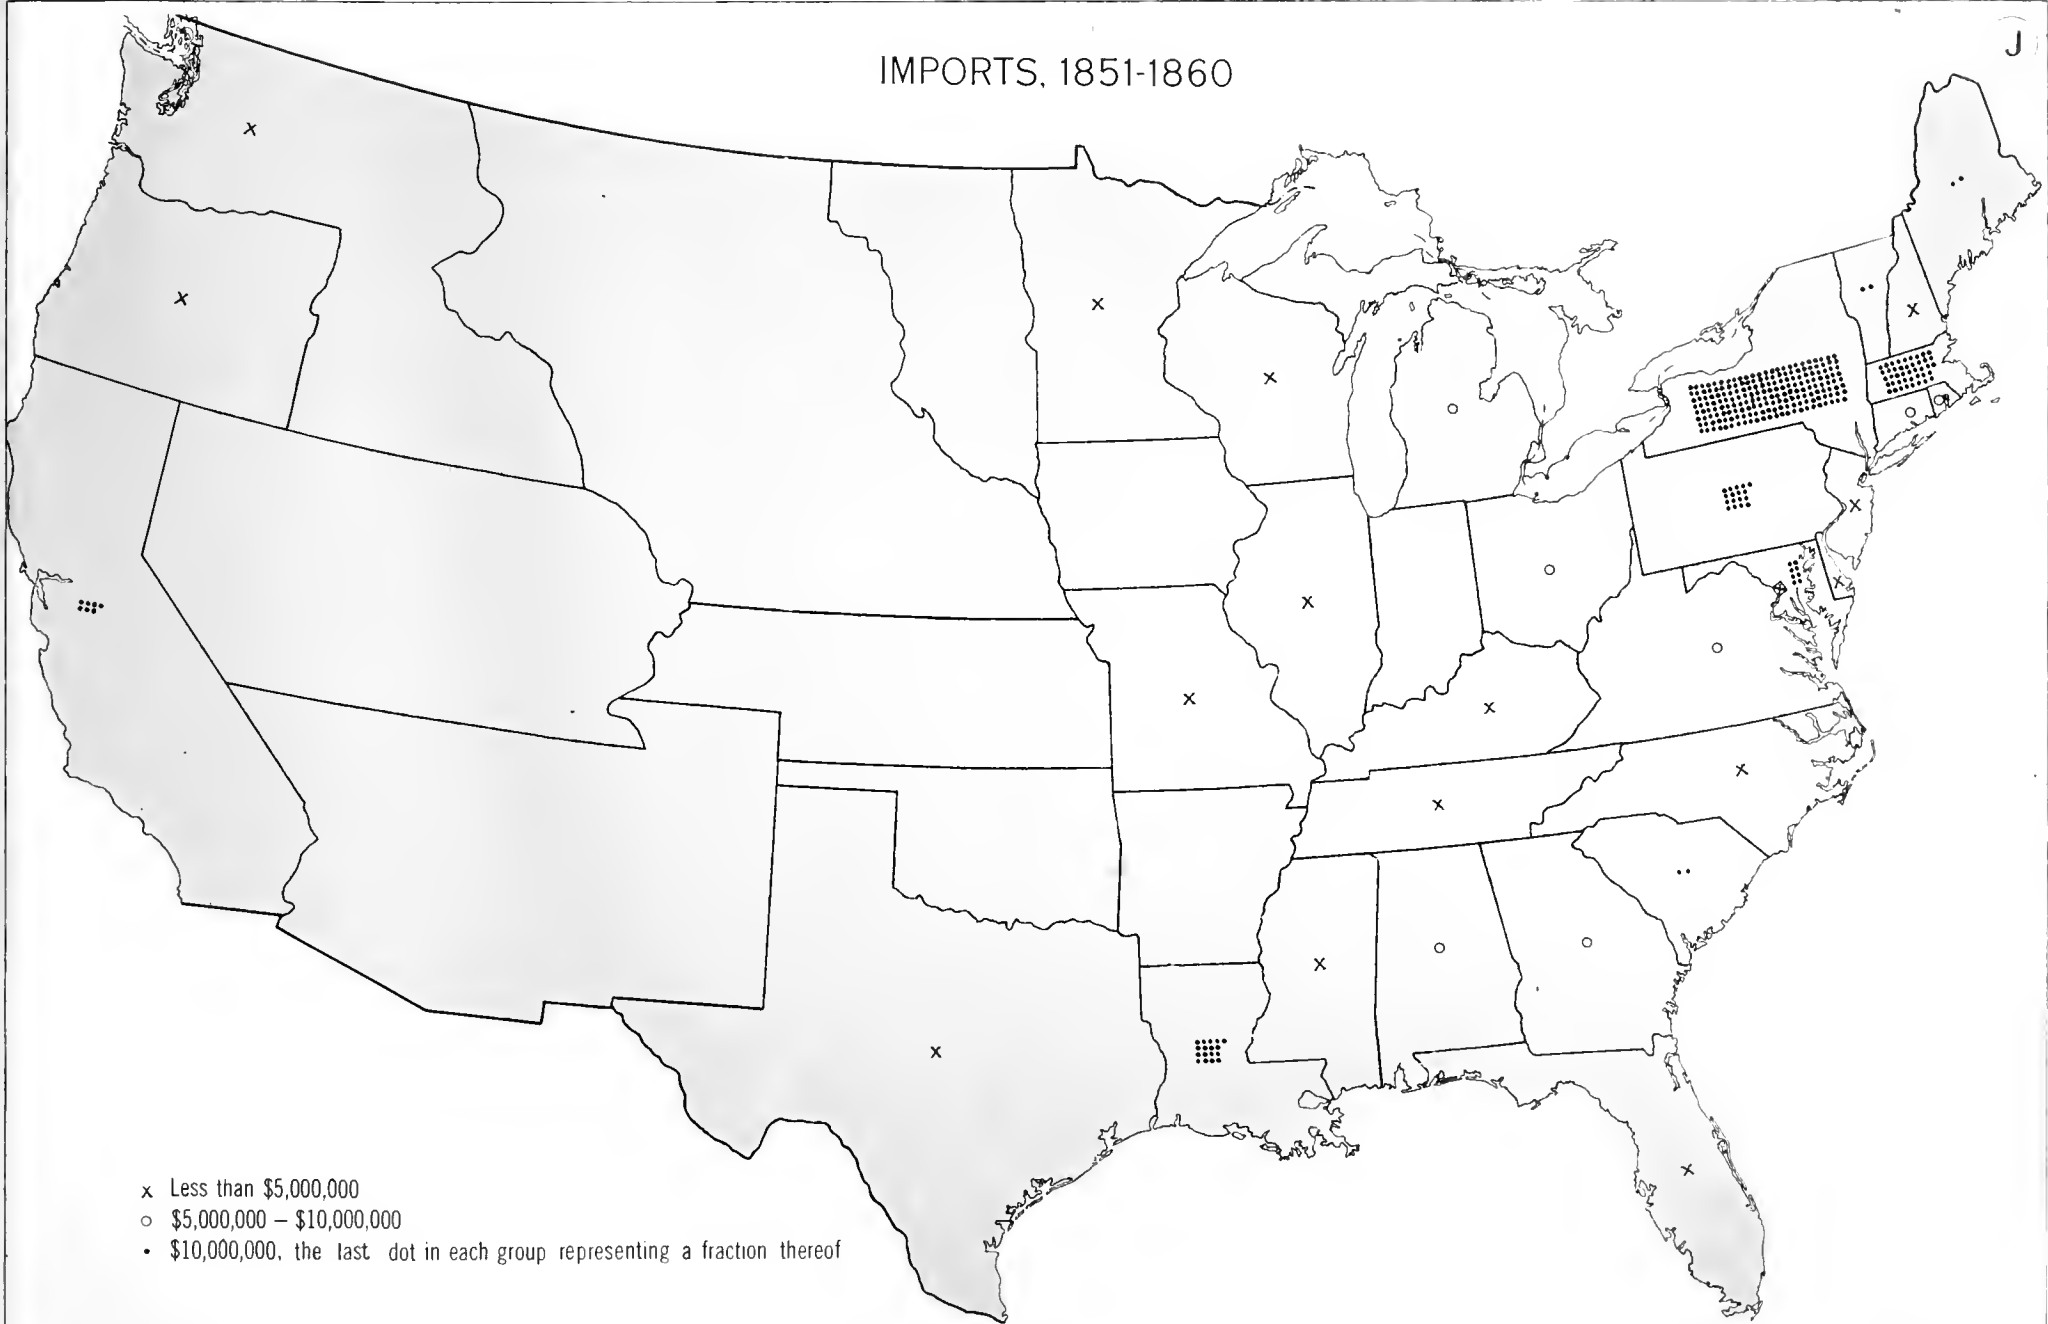 J
IMPORTS, 1851-1860
x Less than $5,000,000
○ $5,000,000 – $10,000,000
• $10,000,000, the last dot in each group representing a fraction thereof